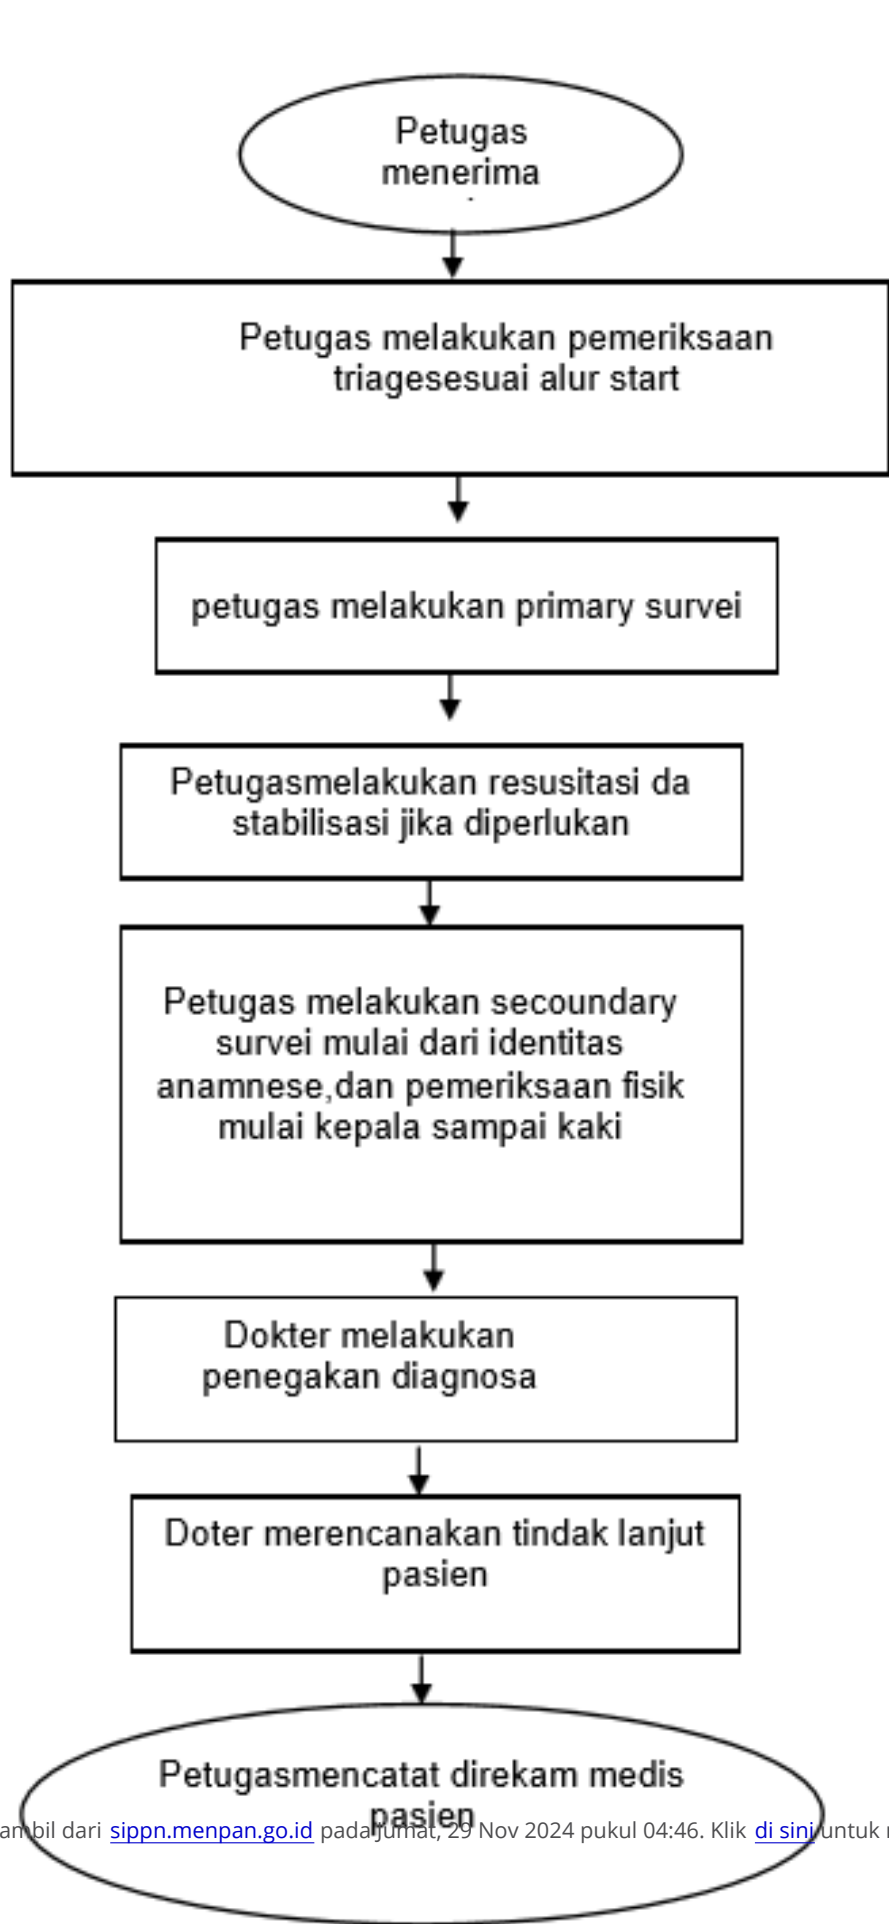 Petugas
menerima
Petugas melakukan pemeriksaan
triagesesuai alur start
petugas melakukan primary survei
Petugasmelakukan resusitasi da
stabilisasi jika diperlukan
Petugas melakukan secoundary
survei mulai dari identitas
anamnese,dan pemeriksaan fisik
mulai kepala sampai kaki
Dokter melakukan
penegakan diagnosa
Doter merencanakan tindak lanjut
pasien
Petugasmencatat direkam medis
pasien
ambil dari sippn.menpan.go.id pada Jumat, 29 Nov 2024 pukul 04:46. Klik di sini untuk